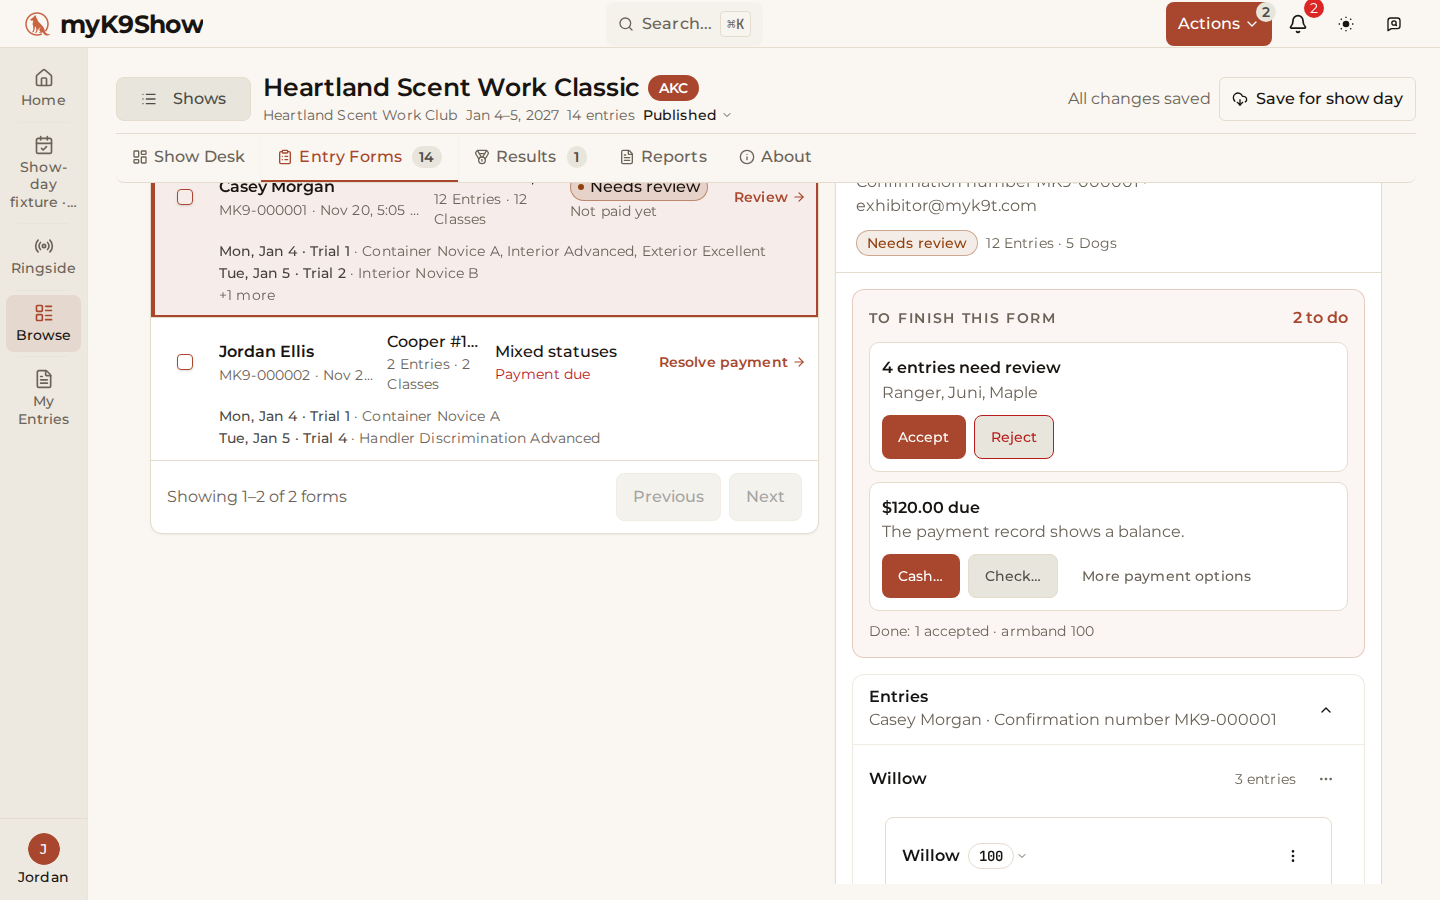 myK9Show
Search... ⌘K
Actions
2
2
Home
Show-
day
fixture ·...
Ringside
Browse
My
Entries
J
Jordan
Shows
Heartland Scent Work Classic AKC
Heartland Scent Work Club Jan 4–5, 2027 14 entries Published
All changes saved
Save for show day
Show Desk
Entry Forms 14
Results 1
Reports
About
Casey Morgan
MK9-000001 · Nov 20, 5:05 ...
12 Entries · 12
Classes
Needs review
Not paid yet
Review →
Mon, Jan 4 · Trial 1 · Container Novice A, Interior Advanced, Exterior Excellent
Tue, Jan 5 · Trial 2 · Interior Novice B
+1 more
Jordan Ellis
MK9-000002 · Nov 2...
Cooper #1...
2 Entries · 2
Classes
Mixed statuses
Payment due
Resolve payment →
Mon, Jan 4 · Trial 1 · Container Novice A
Tue, Jan 5 · Trial 4 · Handler Discrimination Advanced
Showing 1–2 of 2 forms
Previous
Next
Confirmation number MK9-000001 ·
exhibitor@myk9t.com
Needs review 12 Entries · 5 Dogs
TO FINISH THIS FORM
2 to do
4 entries need review
Ranger, Juni, Maple
Accept
Reject
$120.00 due
The payment record shows a balance.
Cash...
Check...
More payment options
Done: 1 accepted · armband 100
Entries
Casey Morgan · Confirmation number MK9-000001
Willow
3 entries
Willow 100